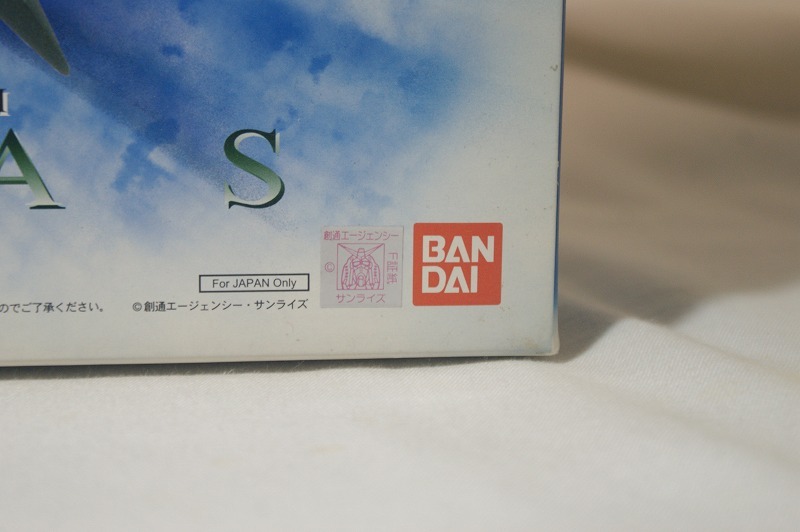 A S
For JAPAN Only
のでご了承ください。 ©創通エージェンシー・サンライズ
創通エージェンシー
©
サンライズ
BAN
DAI